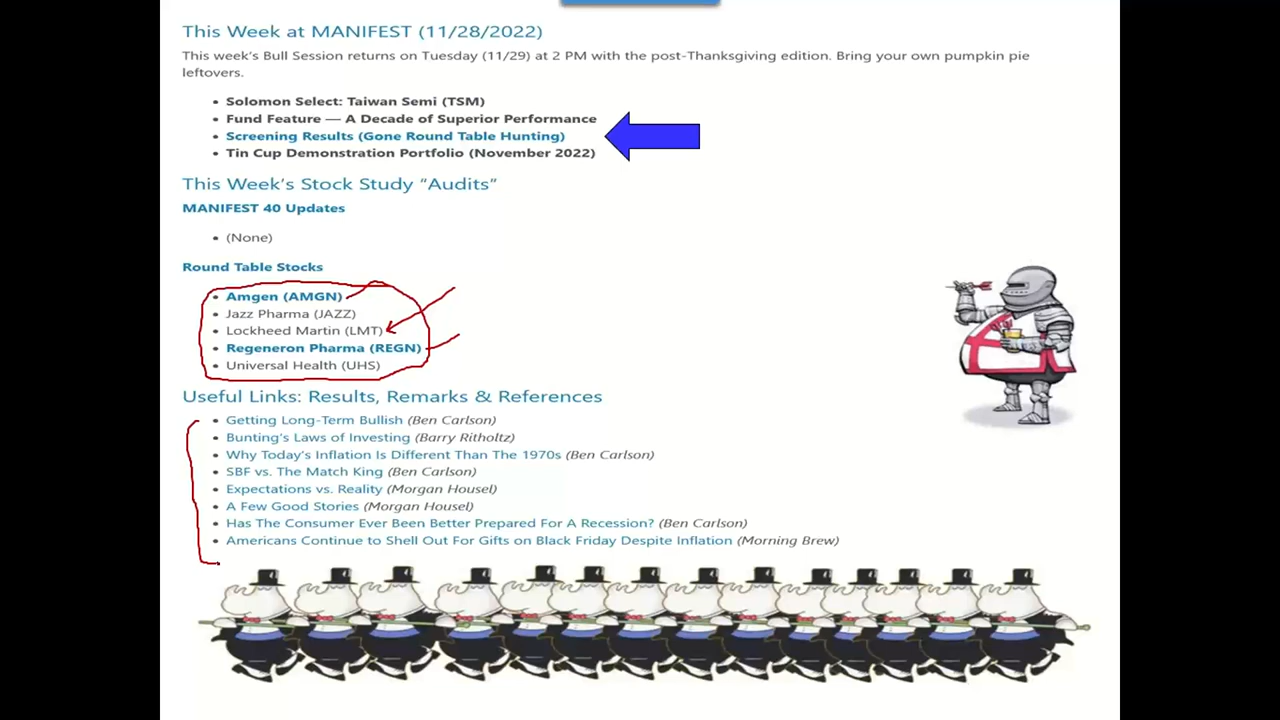 This Week at MANIFEST (11/28/2022)
This week's Bull Session returns on Tuesday (11/29) at 2 PM with the post-Thanksgiving edition. Bring your own pumpkin pie
leftovers.
• Solomon Select: Taiwan Semi (TSM)
• Fund Feature — A Decade of Superior Performance
• Screening Results (Gone Round Table Hunting)
• Tin Cup Demonstration Portfolio (November 2022)
This Week's Stock Study "Audits"
MANIFEST 40 Updates
• (None)
Round Table Stocks
• Amgen (AMGN)
• Jazz Pharma (JAZZ)
• Lockheed Martin (LMT)
• Regeneron Pharma (REGN)
• Universal Health (UHS)
Useful Links: Results, Remarks & References
• Getting Long-Term Bullish (Ben Carlson)
• Bunting's Laws of Investing (Barry Ritholtz)
• Why Today's Inflation Is Different Than The 1970s (Ben Carlson)
• SBF vs. The Match King (Ben Carlson)
• Expectations vs. Reality (Morgan Housel)
• A Few Good Stories (Morgan Housel)
• Has The Consumer Ever Been Better Prepared For A Recession? (Ben Carlson)
• Americans Continue to Shell Out For Gifts on Black Friday Despite Inflation (Morning Brew)